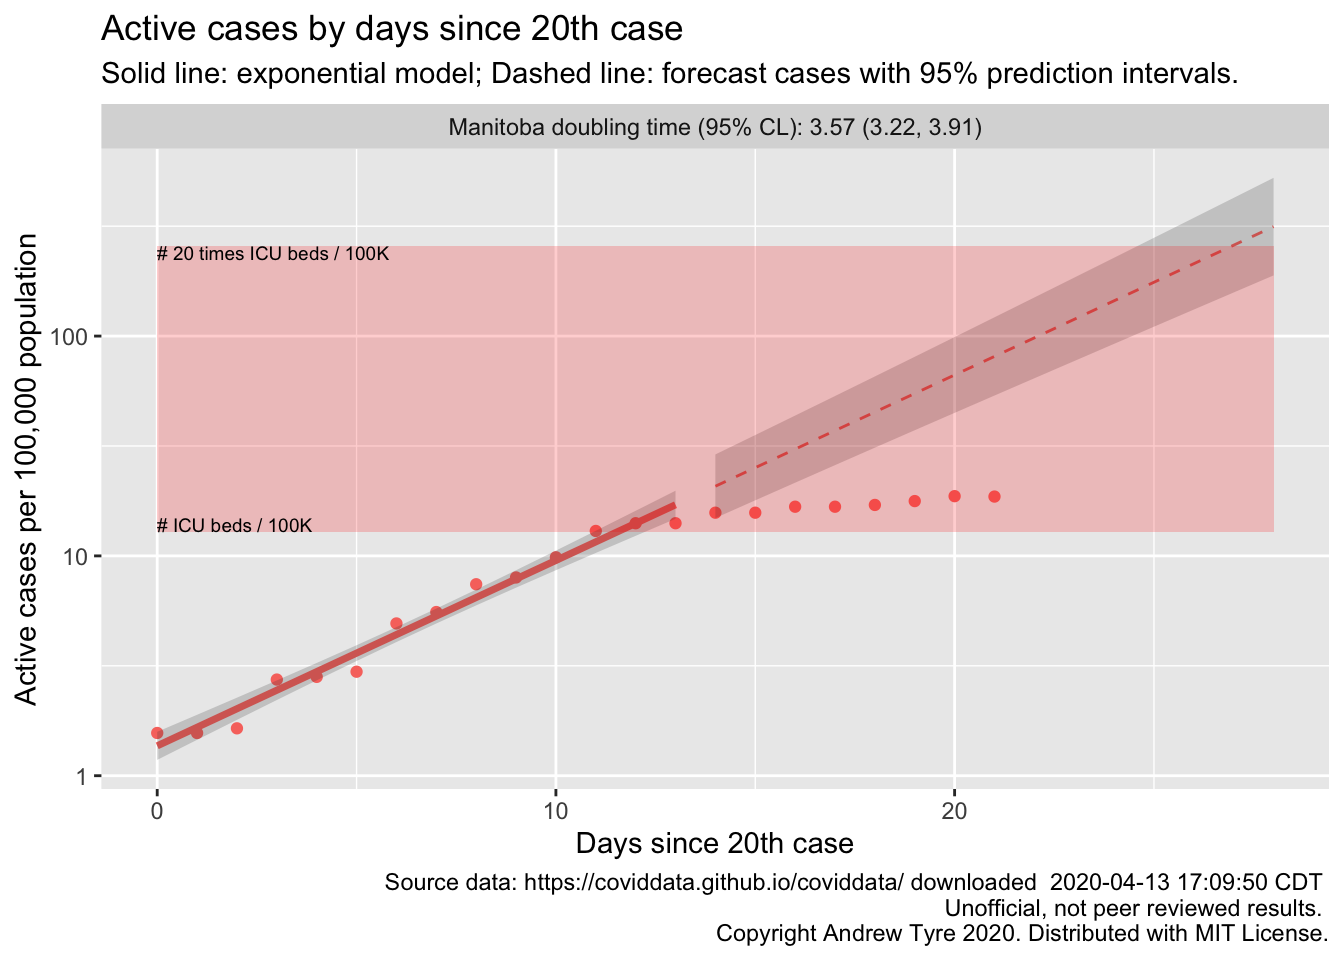 Active cases by days since 20th case
Solid line: exponential model; Dashed line: forecast cases with 95% prediction intervals.
Manitoba doubling time (95% CL): 3.57 (3.22, 3.91)
Active cases per 100,000 population
# 20 times ICU beds / 100K
100
# ICU beds / 100K
10
1
0
10
20
Days since 20th case
Source data: https://coviddata.github.io/coviddata/ downloaded  2020-04-13 17:09:50 CDT
Unofficial, not peer reviewed results.
Copyright Andrew Tyre 2020. Distributed with MIT License.